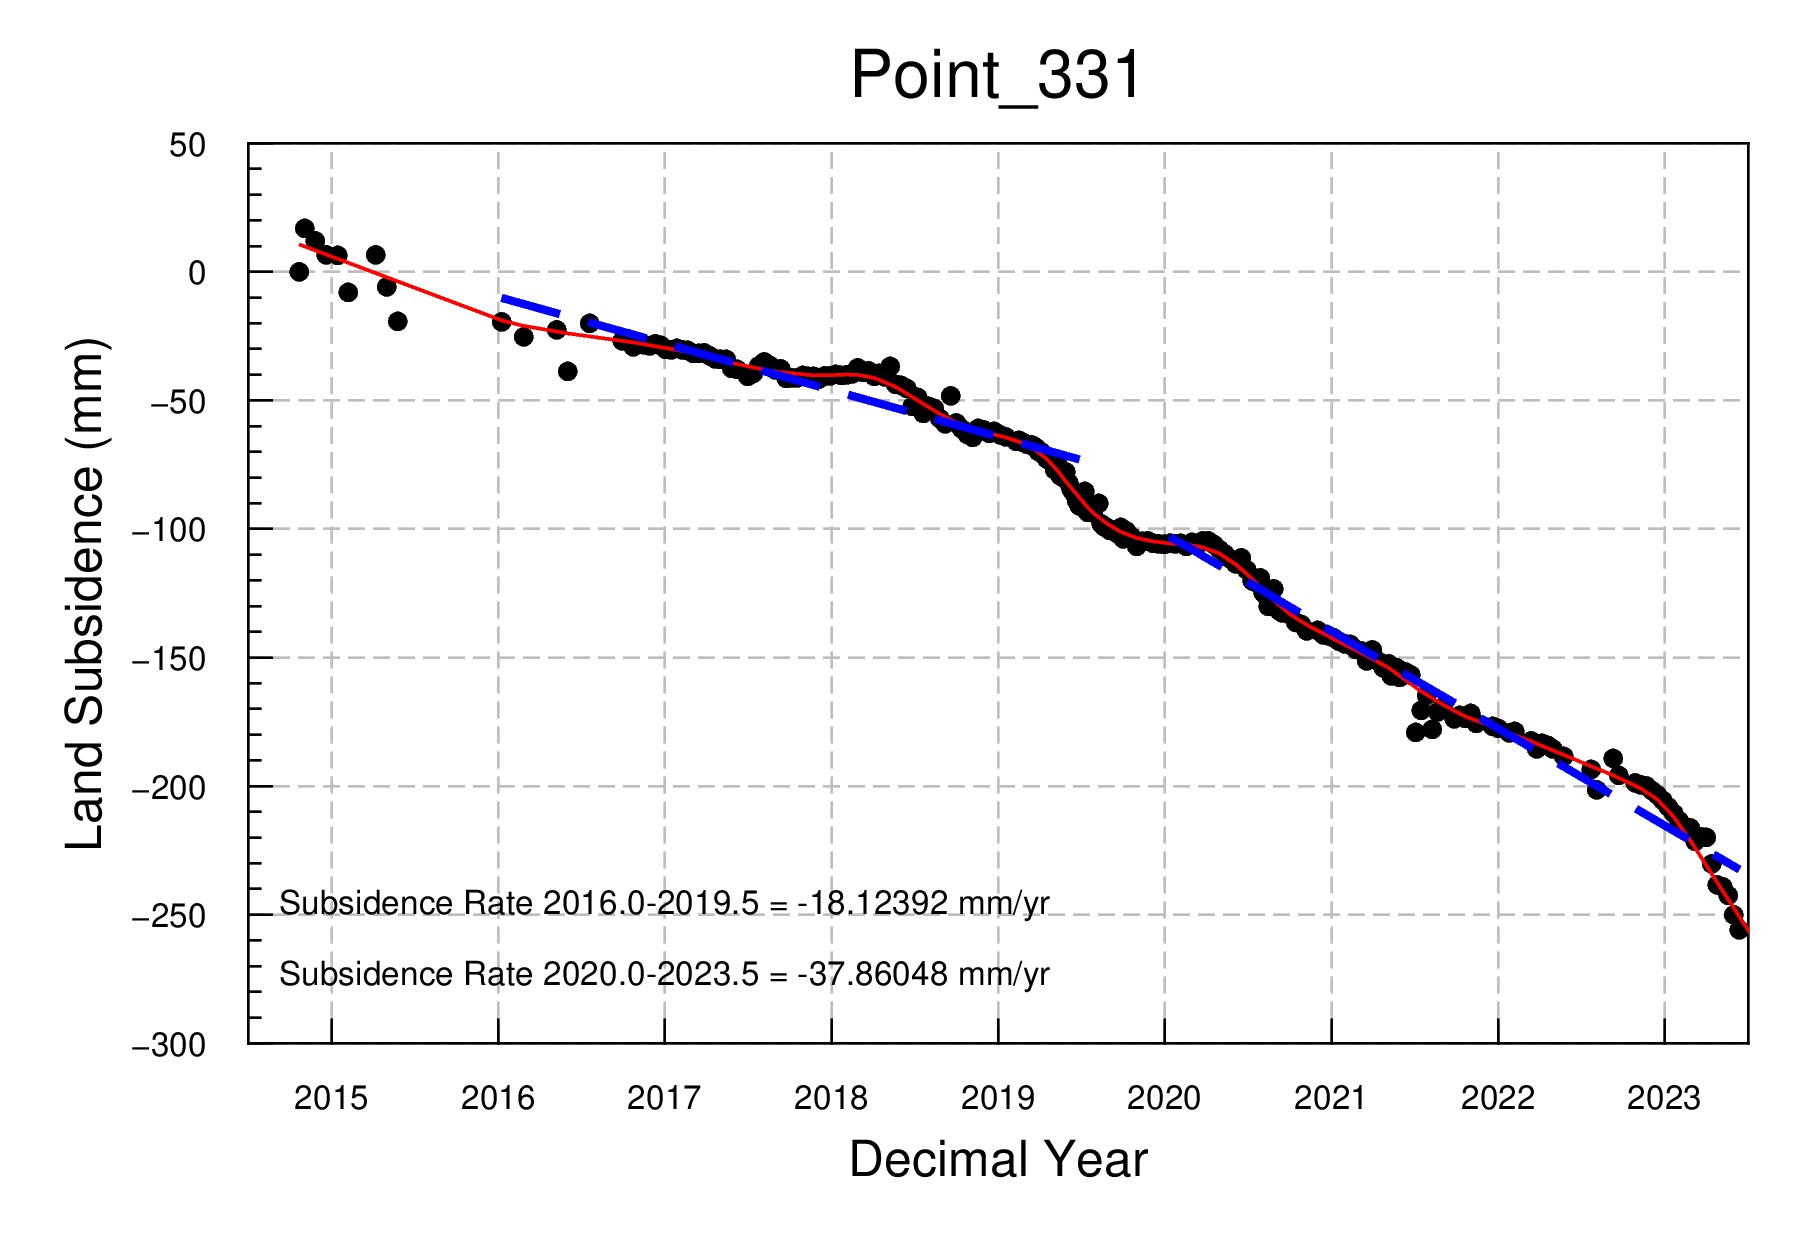 Point_331
50
0
−50
−100
−150
−200
−250
−300
Land Subsidence (mm)
Subsidence Rate 2016.0-2019.5 = -18.12392 mm/yr
Subsidence Rate 2020.0-2023.5 = -37.86048 mm/yr
2015 2016 2017 2018 2019 2020 2021 2022 2023
Decimal Year